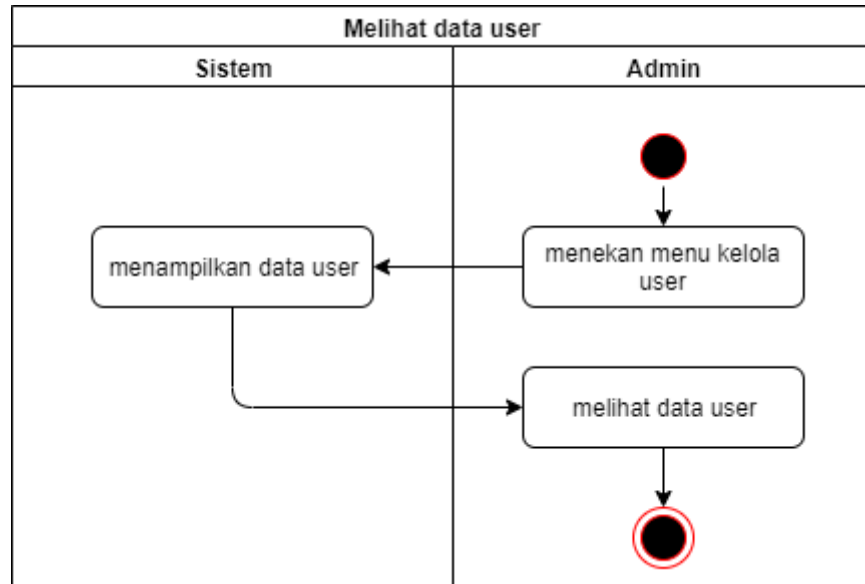 Melihat data user
Sistem
Admin
menekan menu kelola
user
menampilkan data user
melihat data user